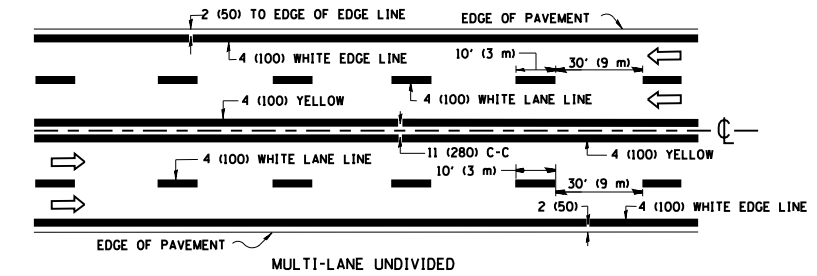 2 (50) TO EDGE OF EDGE LINE
EDGE OF PAVEMENT
4 (100) WHITE EDGE LINE
10' (3 m)
30' (9 m)
4 (100) YELLOW
4 (100) WHITE LANE LINE
℄
4 (100) WHITE LANE LINE
11 (280) C-C
4 (100) YELLOW
10' (3 m)
30' (9 m)
2 (50)
4 (100) WHITE EDGE LINE
EDGE OF PAVEMENT
MULTI-LANE UNDIVIDED